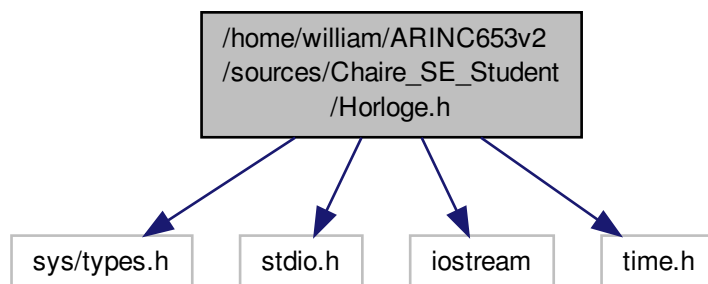 /home/william/ARINC653v2
/sources/Chaire_SE_Student
/Horloge.h
sys/types.h
stdio.h
iostream
time.h